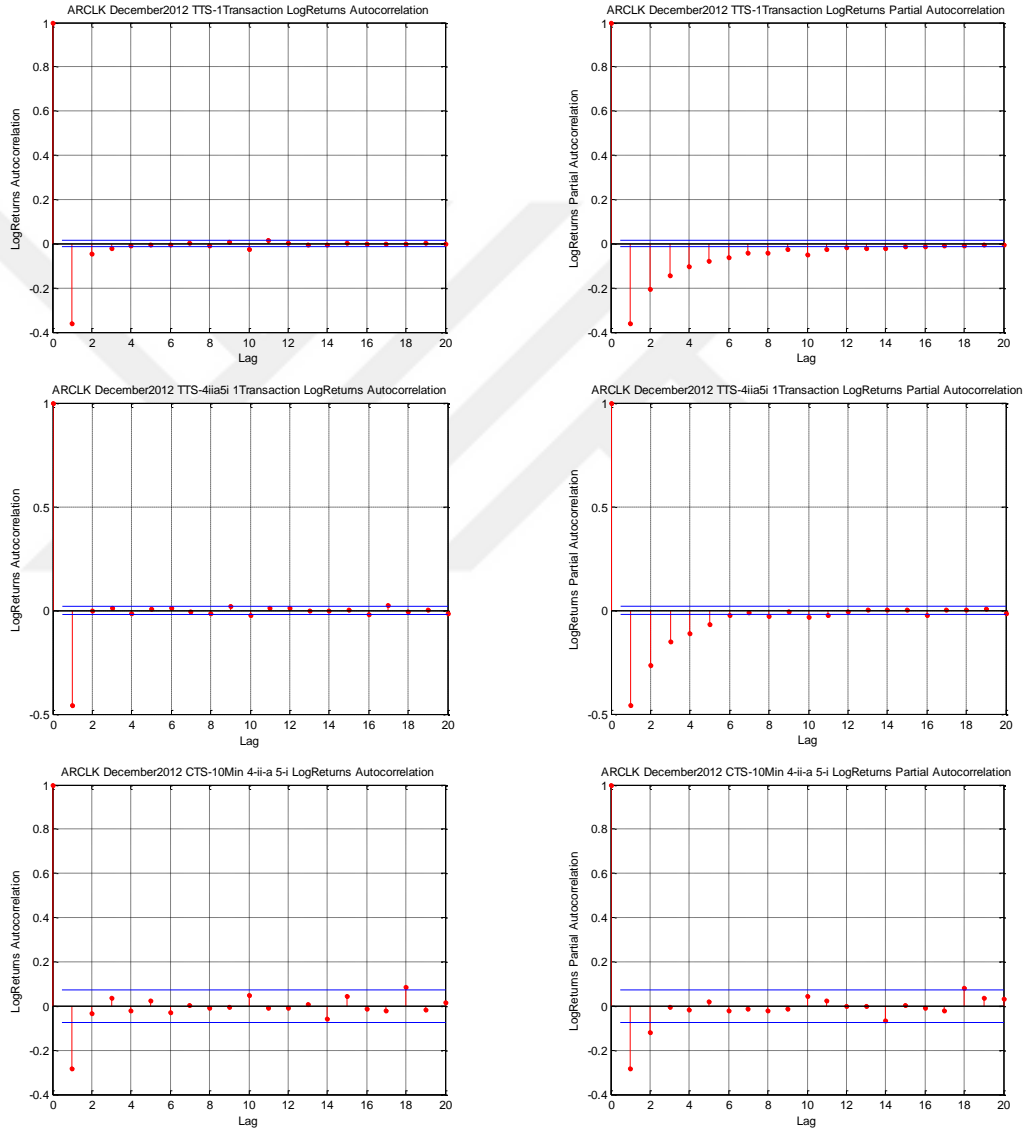 ARCLK December2012 TTS-1Transaction LogReturns Autocorrelation
LogReturns Autocorrelation
1
0.8
0.6
0.4
0.2
0
-0.2
-0.4
0 2 4 6 8 10 12 14 16 18 20
Lag
ARCLK December2012 TTS-1Transaction LogReturns Partial Autocorrelation
LogReturns Partial Autocorrelation
1
0.8
0.6
0.4
0.2
0
-0.2
-0.4
0 2 4 6 8 10 12 14 16 18 20
Lag
ARCLK December2012 TTS-4iia5i 1Transaction LogReturns Autocorrelation
LogReturns Autocorrelation
1
0.5
0
-0.5
0 2 4 6 8 10 12 14 16 18 20
Lag
ARCLK December2012 TTS-4iia5i 1Transaction LogReturns Partial Autocorrelation
LogReturns Partial Autocorrelation
1
0.5
0
-0.5
0 2 4 6 8 10 12 14 16 18 20
Lag
ARCLK December2012 CTS-10Min 4-ii-a 5-i LogReturns Autocorrelation
LogReturns Autocorrelation
1
0.8
0.6
0.4
0.2
0
-0.2
-0.4
0 2 4 6 8 10 12 14 16 18 20
Lag
ARCLK December2012 CTS-10Min 4-ii-a 5-i LogReturns Partial Autocorrelation
LogReturns Partial Autocorrelation
1
0.8
0.6
0.4
0.2
0
-0.2
-0.4
0 2 4 6 8 10 12 14 16 18 20
Lag